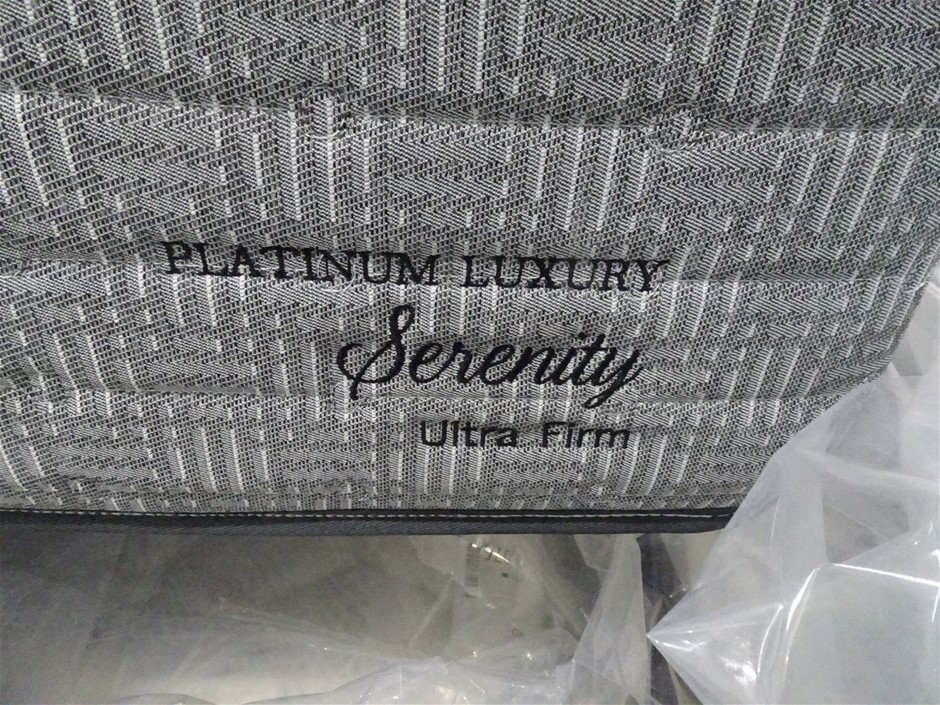 PLATINUM LUXURY
Serenity
Ultra Firm